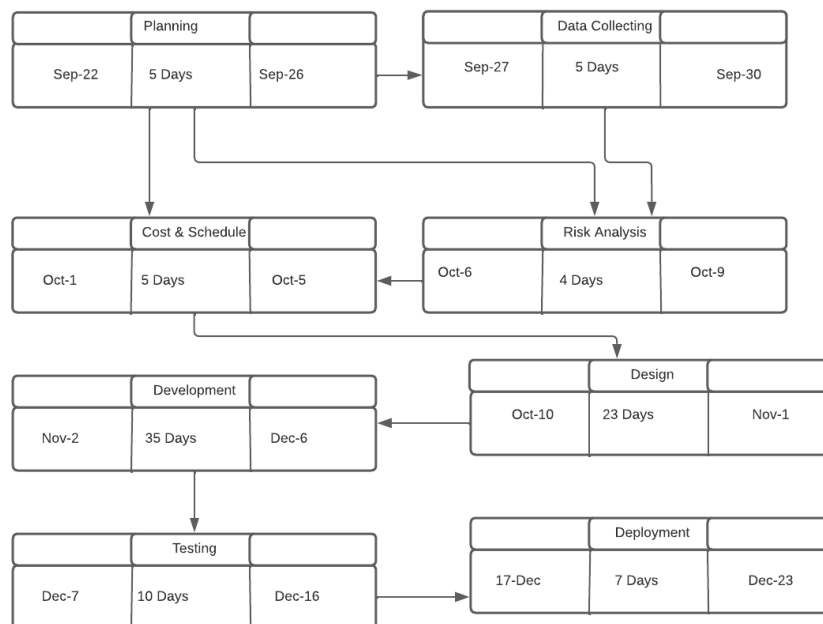 Planning
Sep-22 5 Days Sep-26
Data Collecting
Sep-27 5 Days Sep-30
Cost & Schedule
Oct-1 5 Days Oct-5
Risk Analysis
Oct-6 4 Days Oct-9
Design
Oct-10 23 Days Nov-1
Development
Nov-2 35 Days Dec-6
Testing
Dec-7 10 Days Dec-16
Deployment
17-Dec 7 Days Dec-23